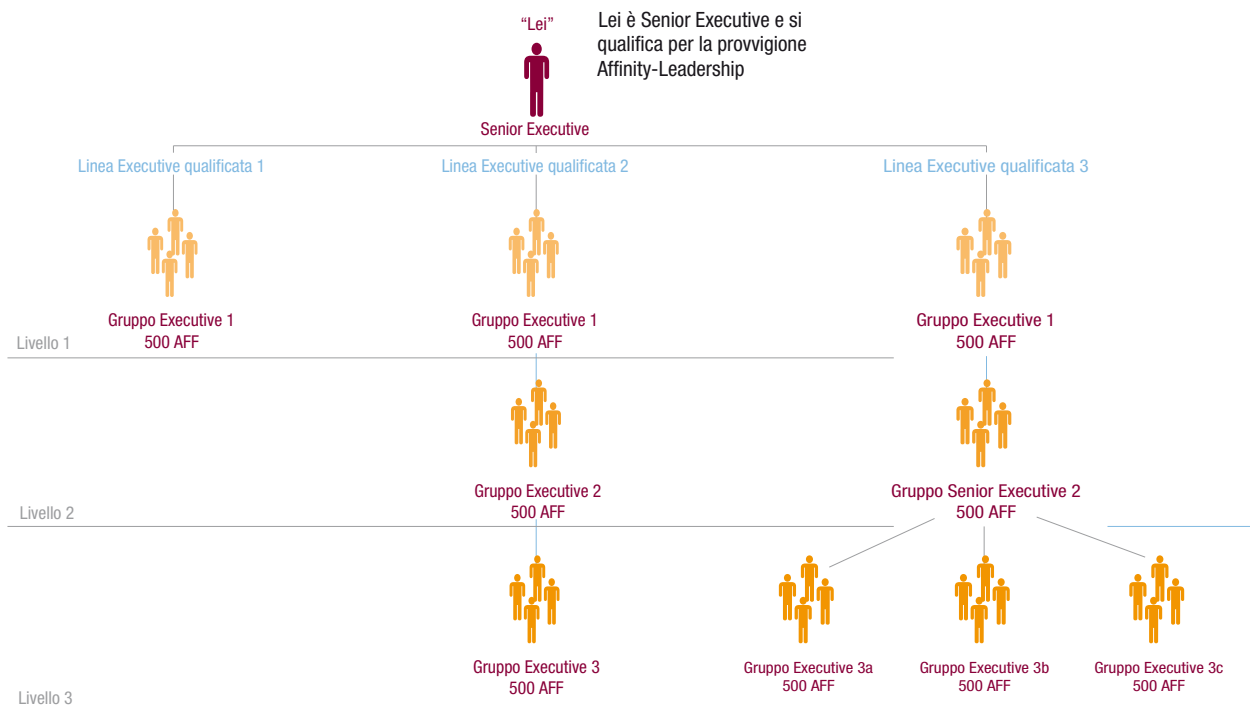 “Lei”
Lei è Senior Executive e si
qualifica per la provvigione
Affinity-Leadership
Senior Executive
Linea Executive qualificata 1
Linea Executive qualificata 2
Linea Executive qualificata 3
Gruppo Executive 1
500 AFF
Gruppo Executive 1
500 AFF
Gruppo Executive 1
500 AFF
Livello 1
Gruppo Executive 2
500 AFF
Gruppo Senior Executive 2
500 AFF
Livello 2
Gruppo Executive 3
500 AFF
Gruppo Executive 3a
500 AFF
Gruppo Executive 3b
500 AFF
Gruppo Executive 3c
500 AFF
Livello 3